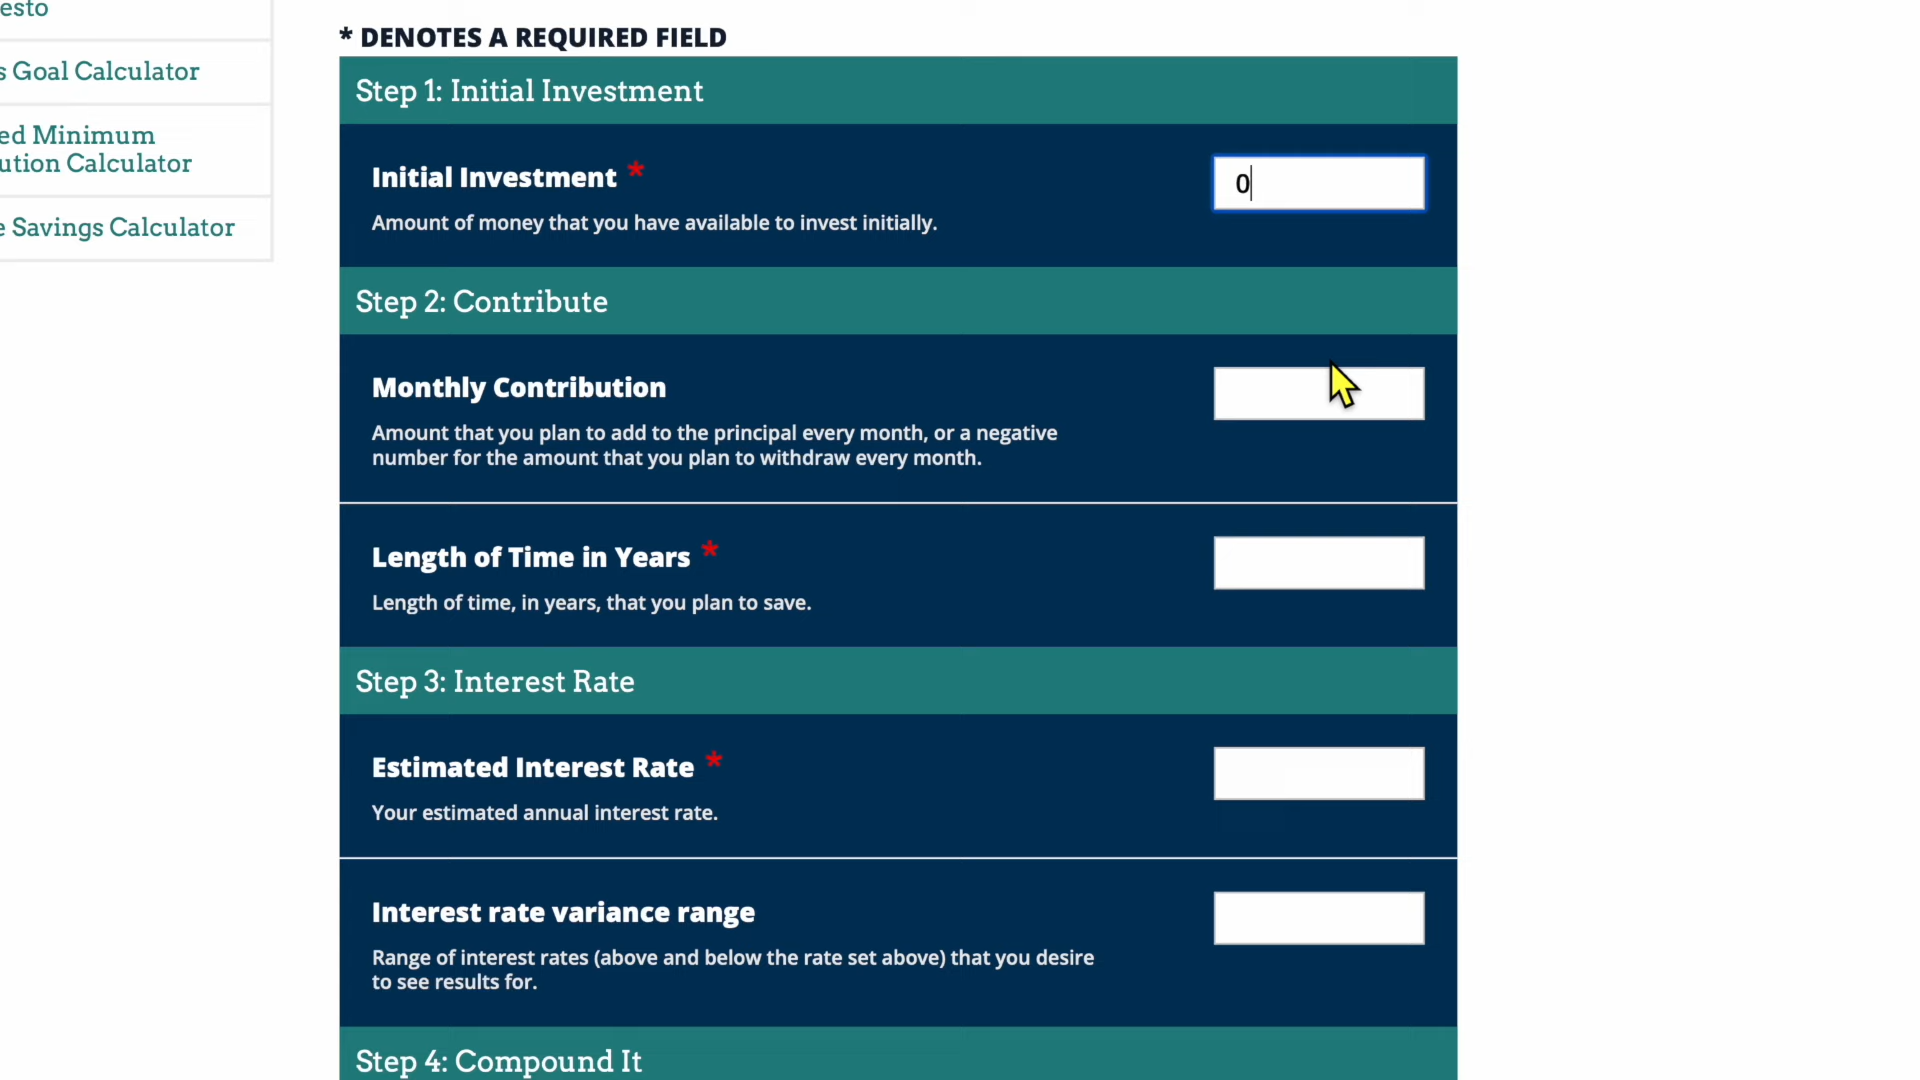 esto
s Goal Calculator
ed Minimum
ution Calculator
e Savings Calculator
* DENOTES A REQUIRED FIELD
Step 1: Initial Investment
Initial Investment *
0
Amount of money that you have available to invest initially.
Step 2: Contribute
Monthly Contribution
Amount that you plan to add to the principal every month, or a negative
number for the amount that you plan to withdraw every month.
Length of Time in Years *
Length of time, in years, that you plan to save.
Step 3: Interest Rate
Estimated Interest Rate *
Your estimated annual interest rate.
Interest rate variance range
Range of interest rates (above and below the rate set above) that you desire
to see results for.
Step 4: Compound It